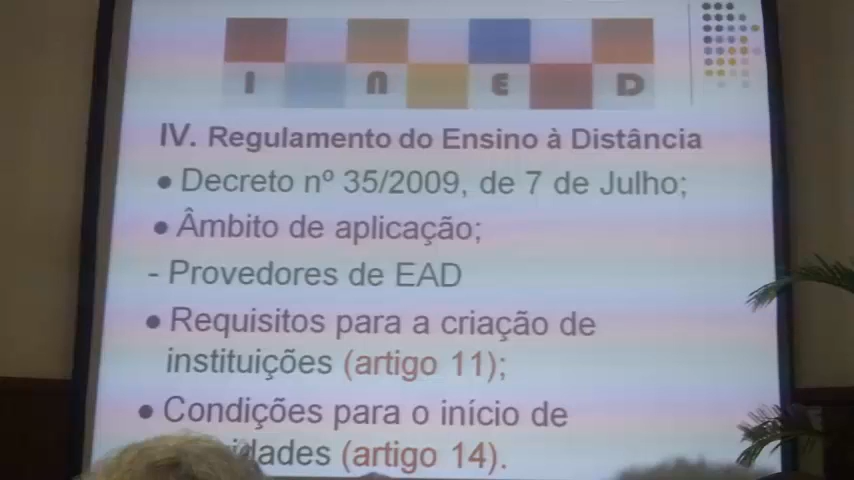 INED
IV. Regulamento do Ensino à Distância
• Decreto nº 35/2009, de 7 de Julho;
• Âmbito de aplicação;
- Provedores de EAD
• Requisitos para a criação de
instituições (artigo 11);
• Condições para o início de
(artigo 14).